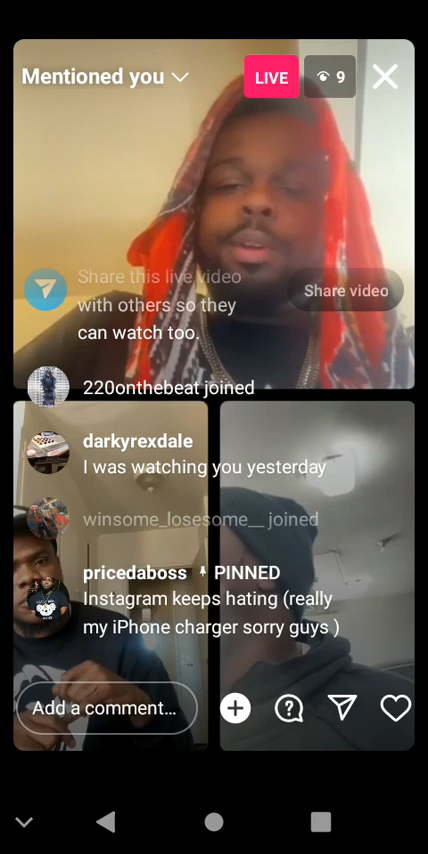 Mentioned you
LIVE
9
Share this live video
with others so they
can watch too.
Share video
220onthebeat joined
darkyrexdale
I was watching you yesterday
winsome_losesome__ joined
pricedaboss PINNED
Instagram keeps hating (really
my iPhone charger sorry guys )
Add a comment...